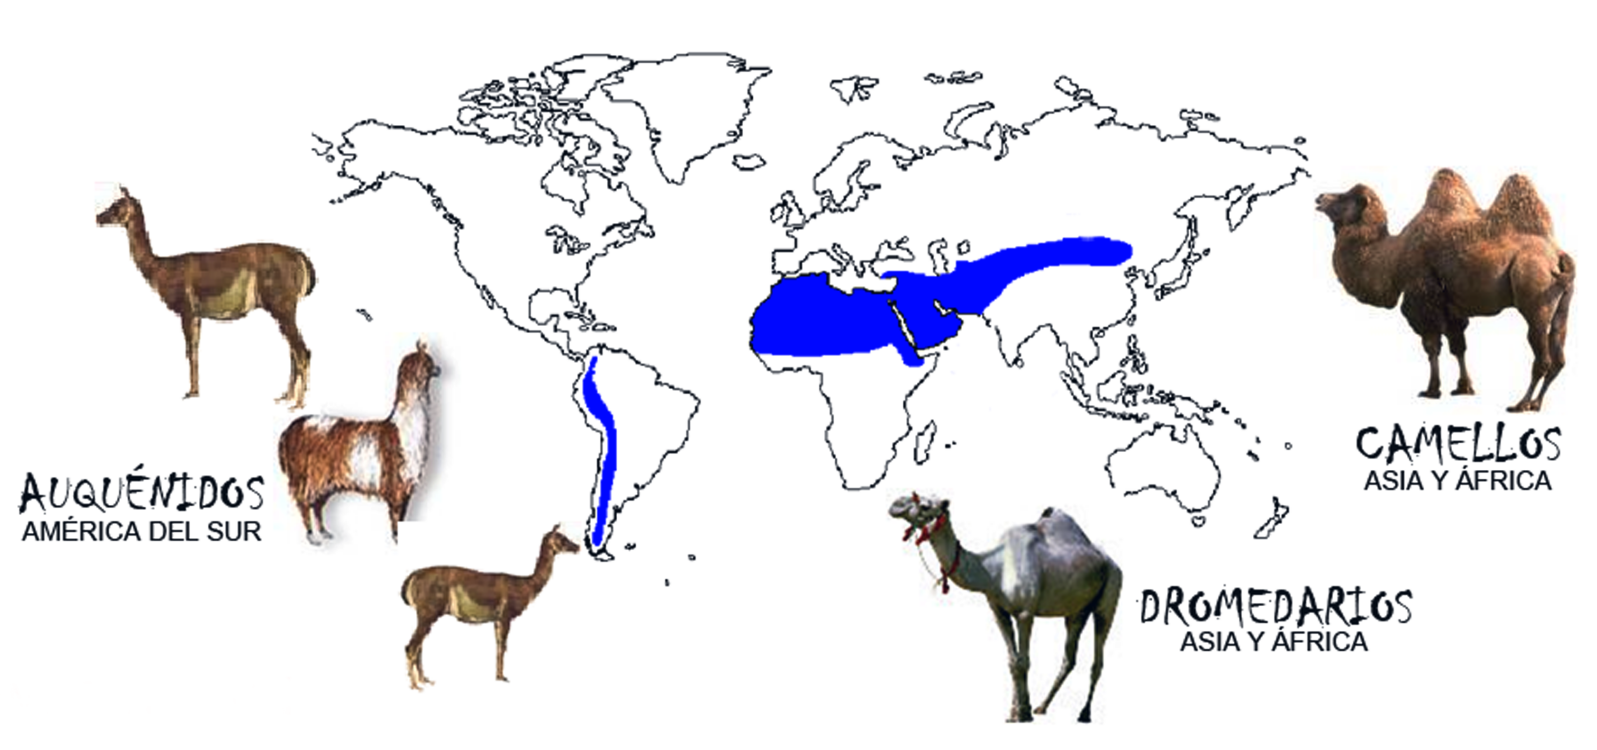 AUQUÉNIDOS
AMÉRICA DEL SUR
CAMELLOS
ASIA Y ÁFRICA
DROMEDARIOS
ASIA Y ÁFRICA